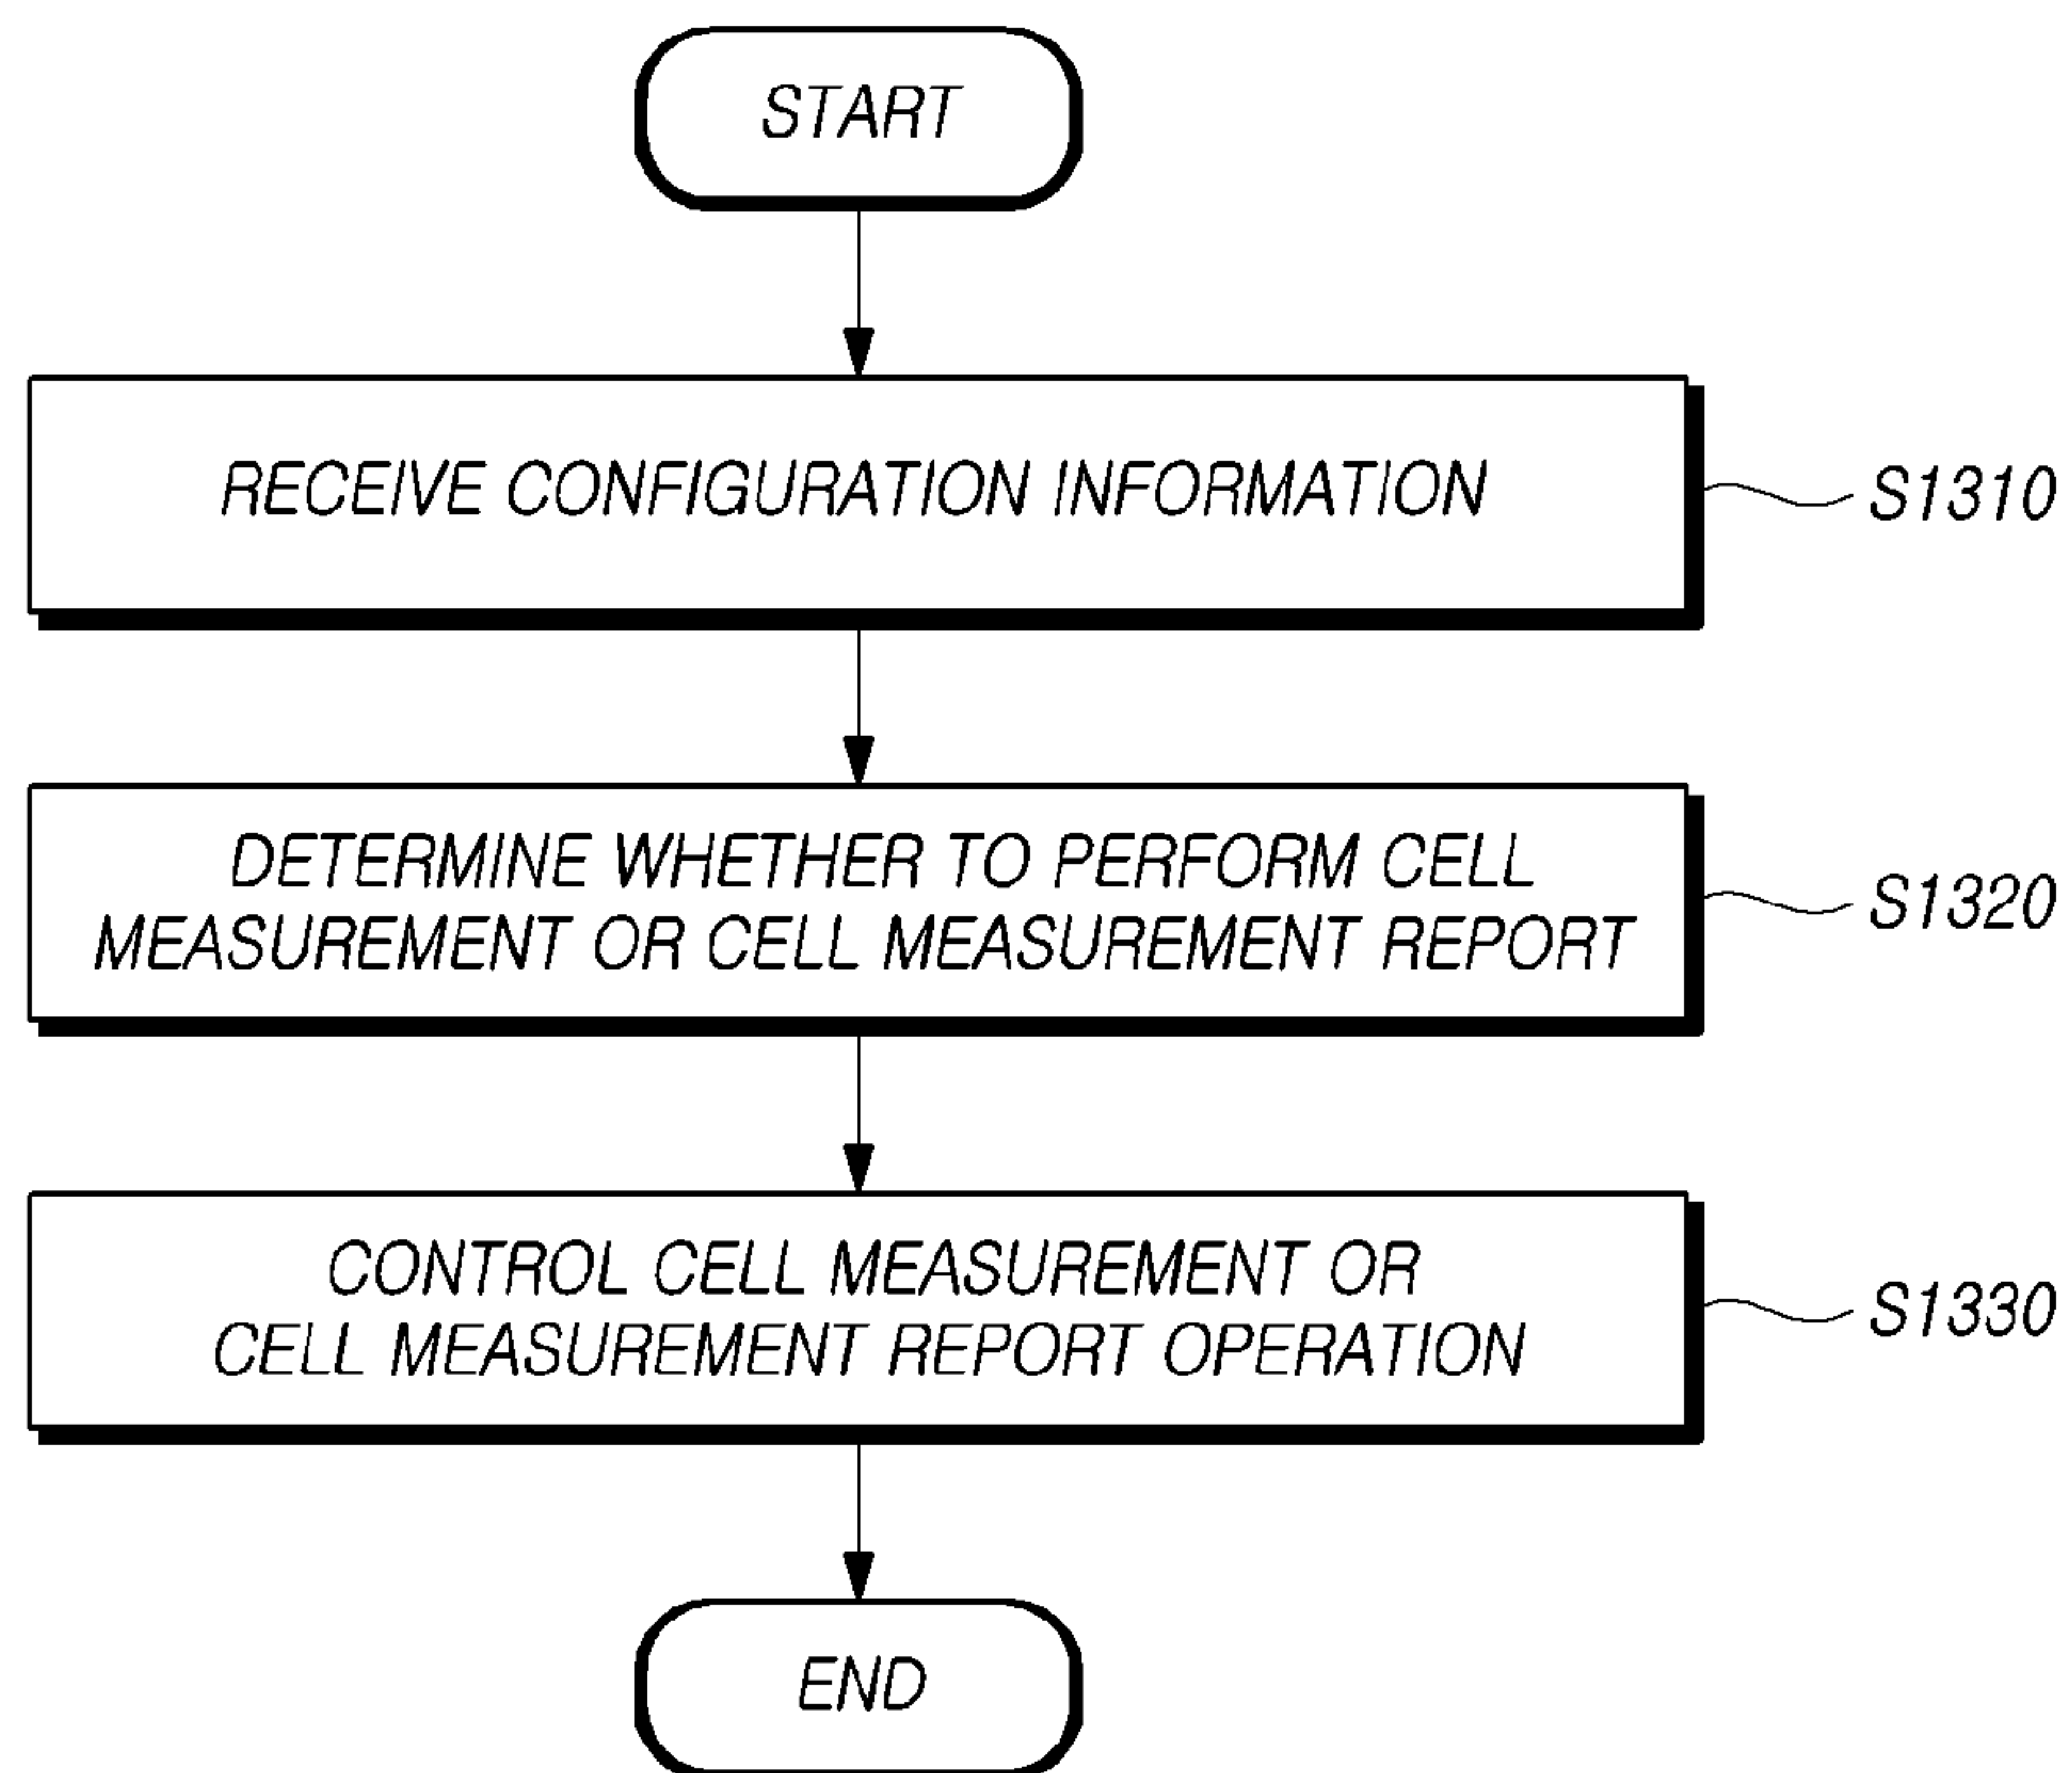 START
RECEIVE CONFIGURATION INFORMATION
S1310
DETERMINE WHETHER TO PERFORM CELL
MEASUREMENT OR CELL MEASUREMENT REPORT
S1320
CONTROL CELL MEASUREMENT OR
CELL MEASUREMENT REPORT OPERATION
S1330
END